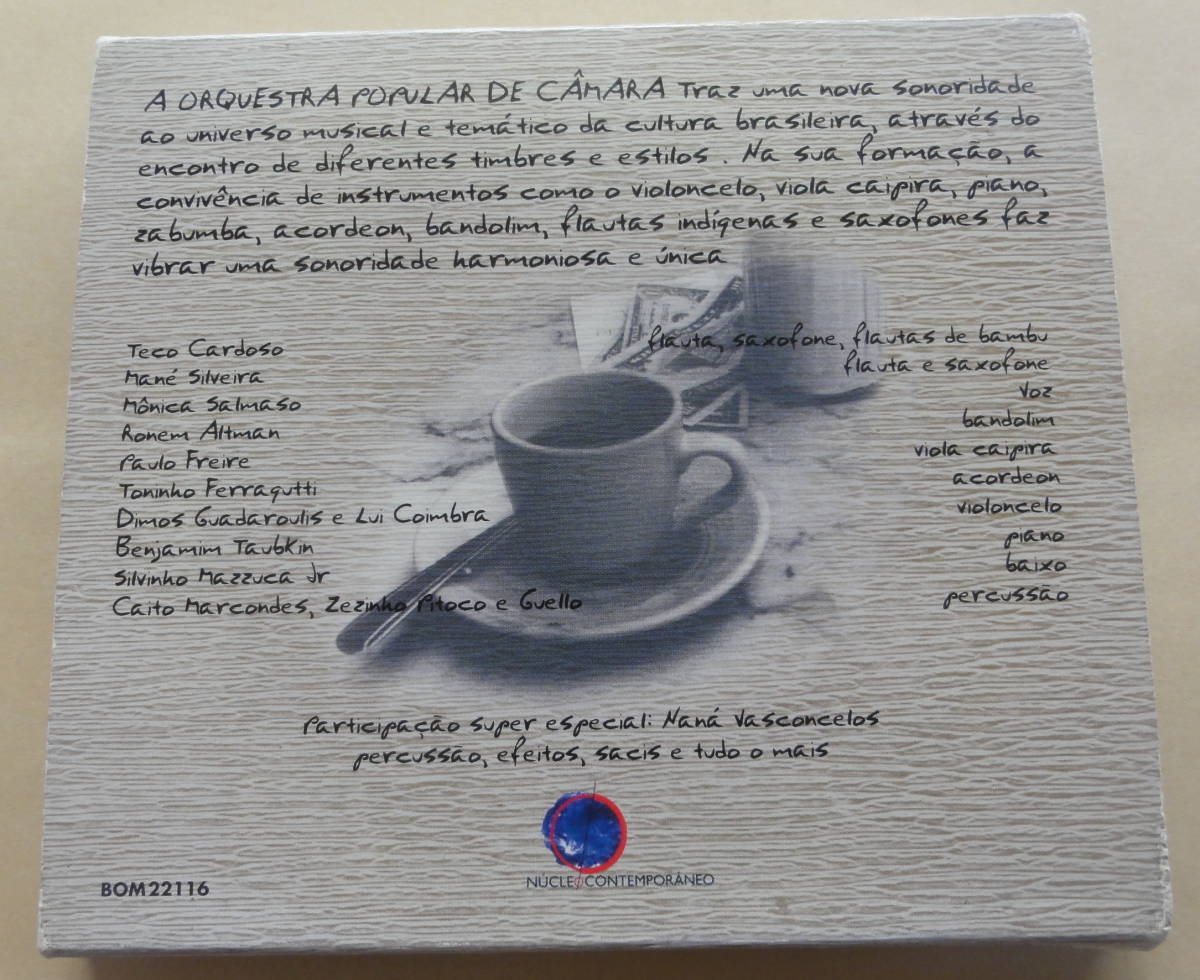 A ORQUESTRA POPULAR DE CÂMARA Traz uma nova sonoridade
ao universo musical e temático da cultura brasileira, através do
encontro de diferentes timbres e estilos. Na sua formação, a
convivência de instrumentos como o violoncelo, viola caipira, piano,
zabumba, acordeon, bandolim, flautas indígenas e saxofones faz
vibrar uma sonoridade harmoniosa e única
Teco Cardoso flauta, saxofone, flautas de bambu
Mané Silveira flauta e saxofone
Mônica Salmaso voz
Ronem Altman bandolim
Paulo Freire viola caipira
Toninho Ferragutti acordeon
Dimos Guadaroulis e Lui Coimbra violoncelo
Benjamim Taubkin piano
Silvinho Mazzuca Jr baixo
Caito Marcondes, Zezinho Pitoco e Guello percussão
Participação super especial: Naná Vasconcelos
percussão, efeitos, sacis e tudo o mais
NÚCLEOCONTEMPORÂNEO
BOM22116